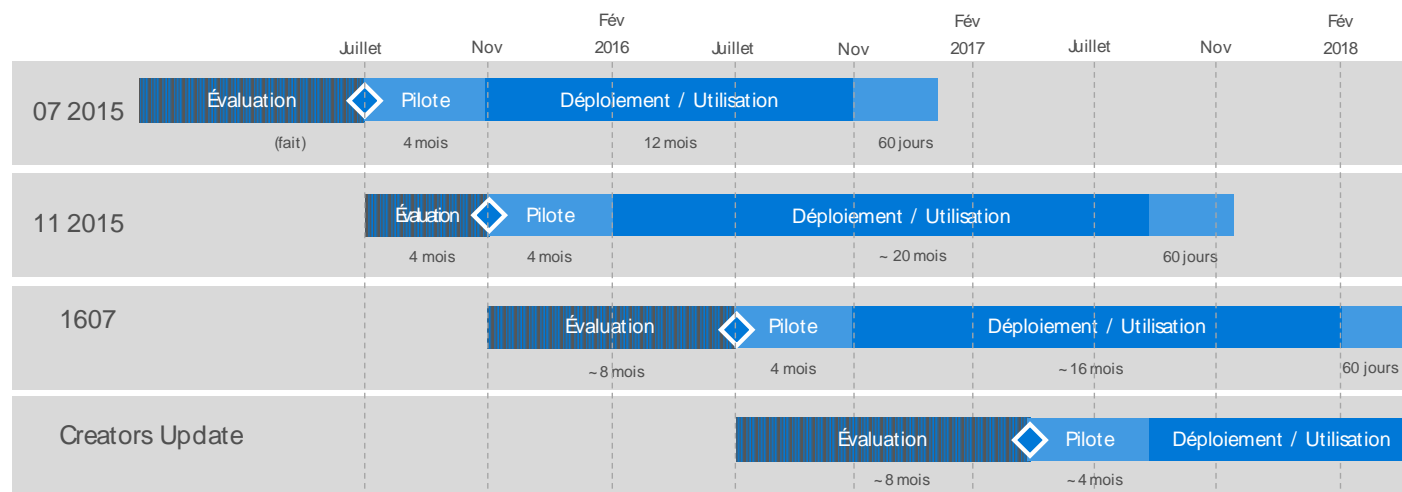 Fév Fév Fév
Juillet Nov 2016 Juillet Nov 2017 Juillet Nov 2018
07 2015 Évaluation Pilote Déploiement / Utilisation
(fait) 4 mois 12 mois 60 jours
11 2015 Évaluation Pilote Déploiement / Utilisation
4 mois 4 mois ~ 20 mois 60 jours
1607 Évaluation Pilote Déploiement / Utilisation
~ 8 mois 4 mois ~ 16 mois 60 jours
Creators Update Évaluation Pilote Déploiement / Utilisation
~ 8 mois ~ 4 mois